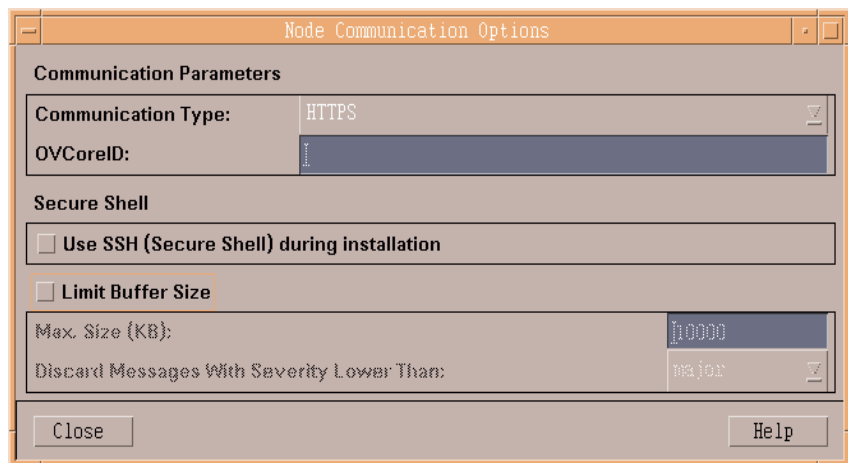 Node Communication Options
Communication Parameters
Communication Type: HTTPS
OVCoreID:
Secure Shell
Use SSH (Secure Shell) during installation
Limit Buffer Size
Max. Size (KB): 10000
Discard Messages With Severity Lower Than: major
Close Help